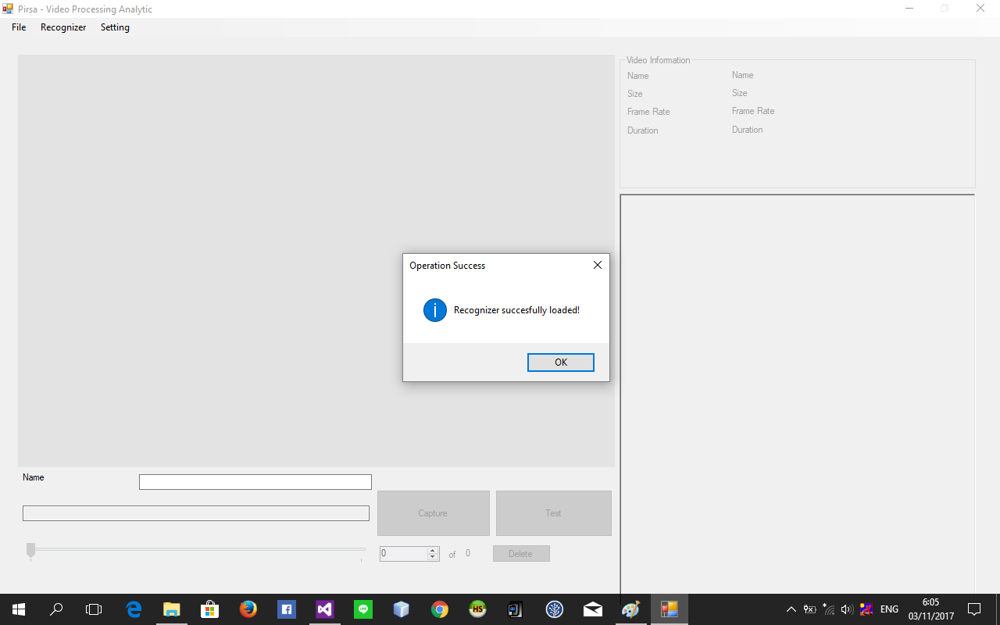 Pirsa - Video Processing Analytic
File Recognizer Setting
Video Information
Name Name
Size Size
Frame Rate Frame Rate
Duration Duration
Operation Success
i
Recognizer succesfully loaded!
OK
Name
Capture Test
0 of 0 Delete
HS
LINE
ENG
6:05
03/11/2017